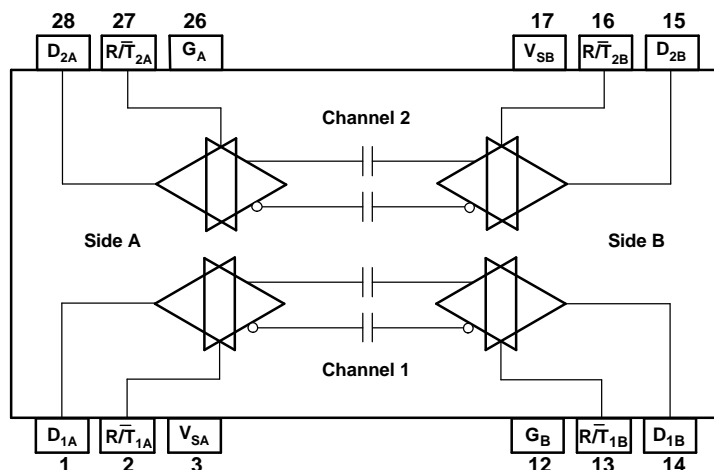 28 27 26 17 16 15
D2A R/T̅2A GA VSB R/T̅2B D2B
Channel 2
Side A Side B
Channel 1
D1A R/T̅1A VSA GB R/T̅1B D1B
1 2 3 12 13 14